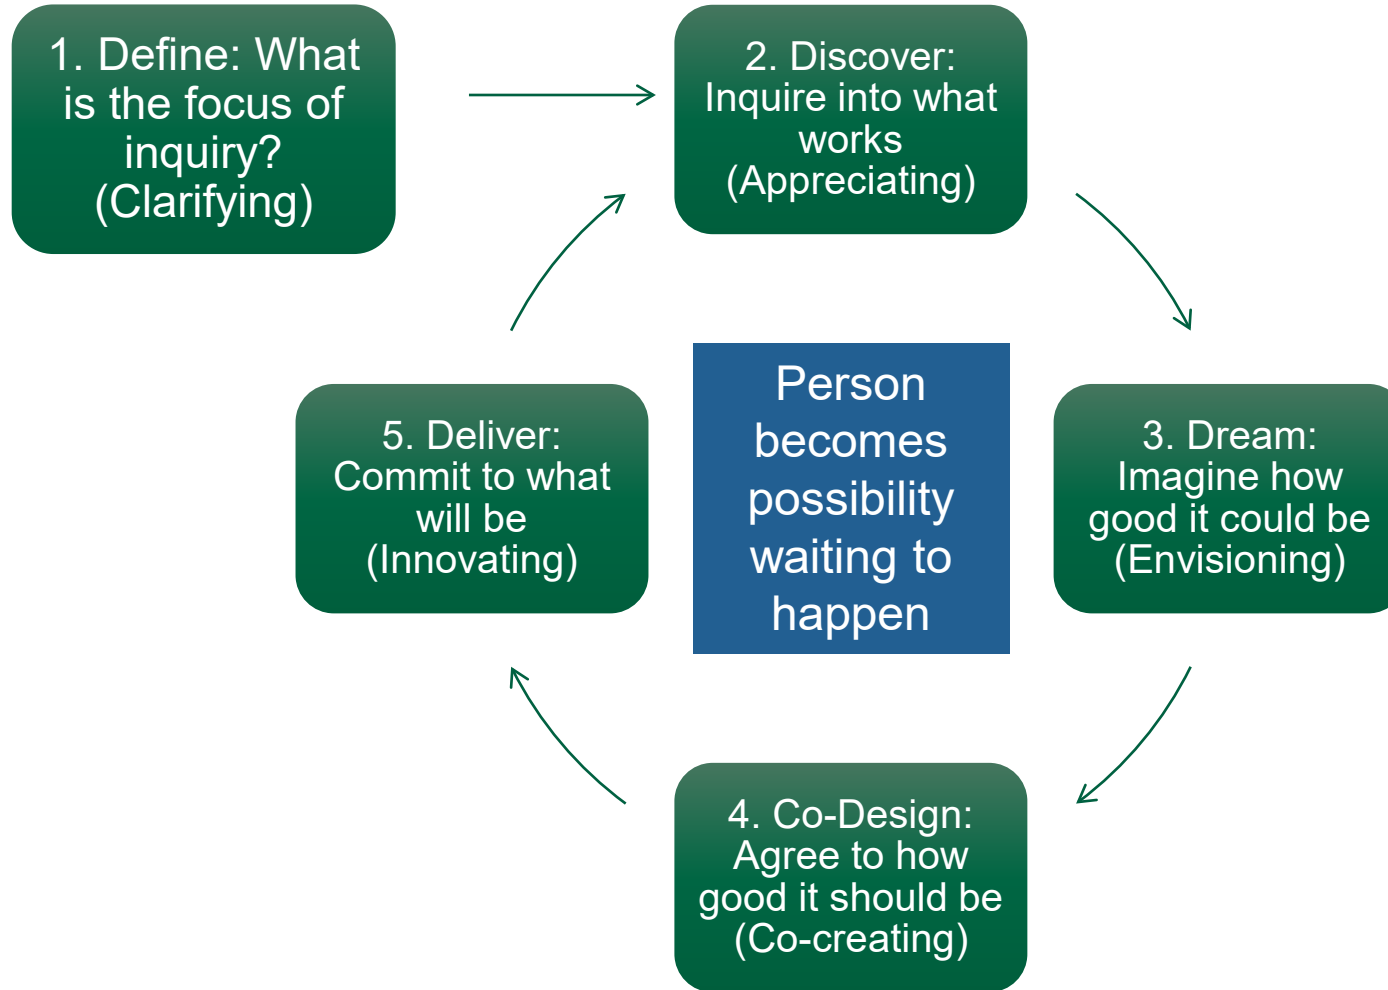 1. Define: What
is the focus of
inquiry?
(Clarifying)
2. Discover:
Inquire into what
works
(Appreciating)
3. Dream:
Imagine how
good it could be
(Envisioning)
4. Co-Design:
Agree to how
good it should be
(Co-creating)
5. Deliver:
Commit to what
will be
(Innovating)
Person
becomes
possibility
waiting to
happen